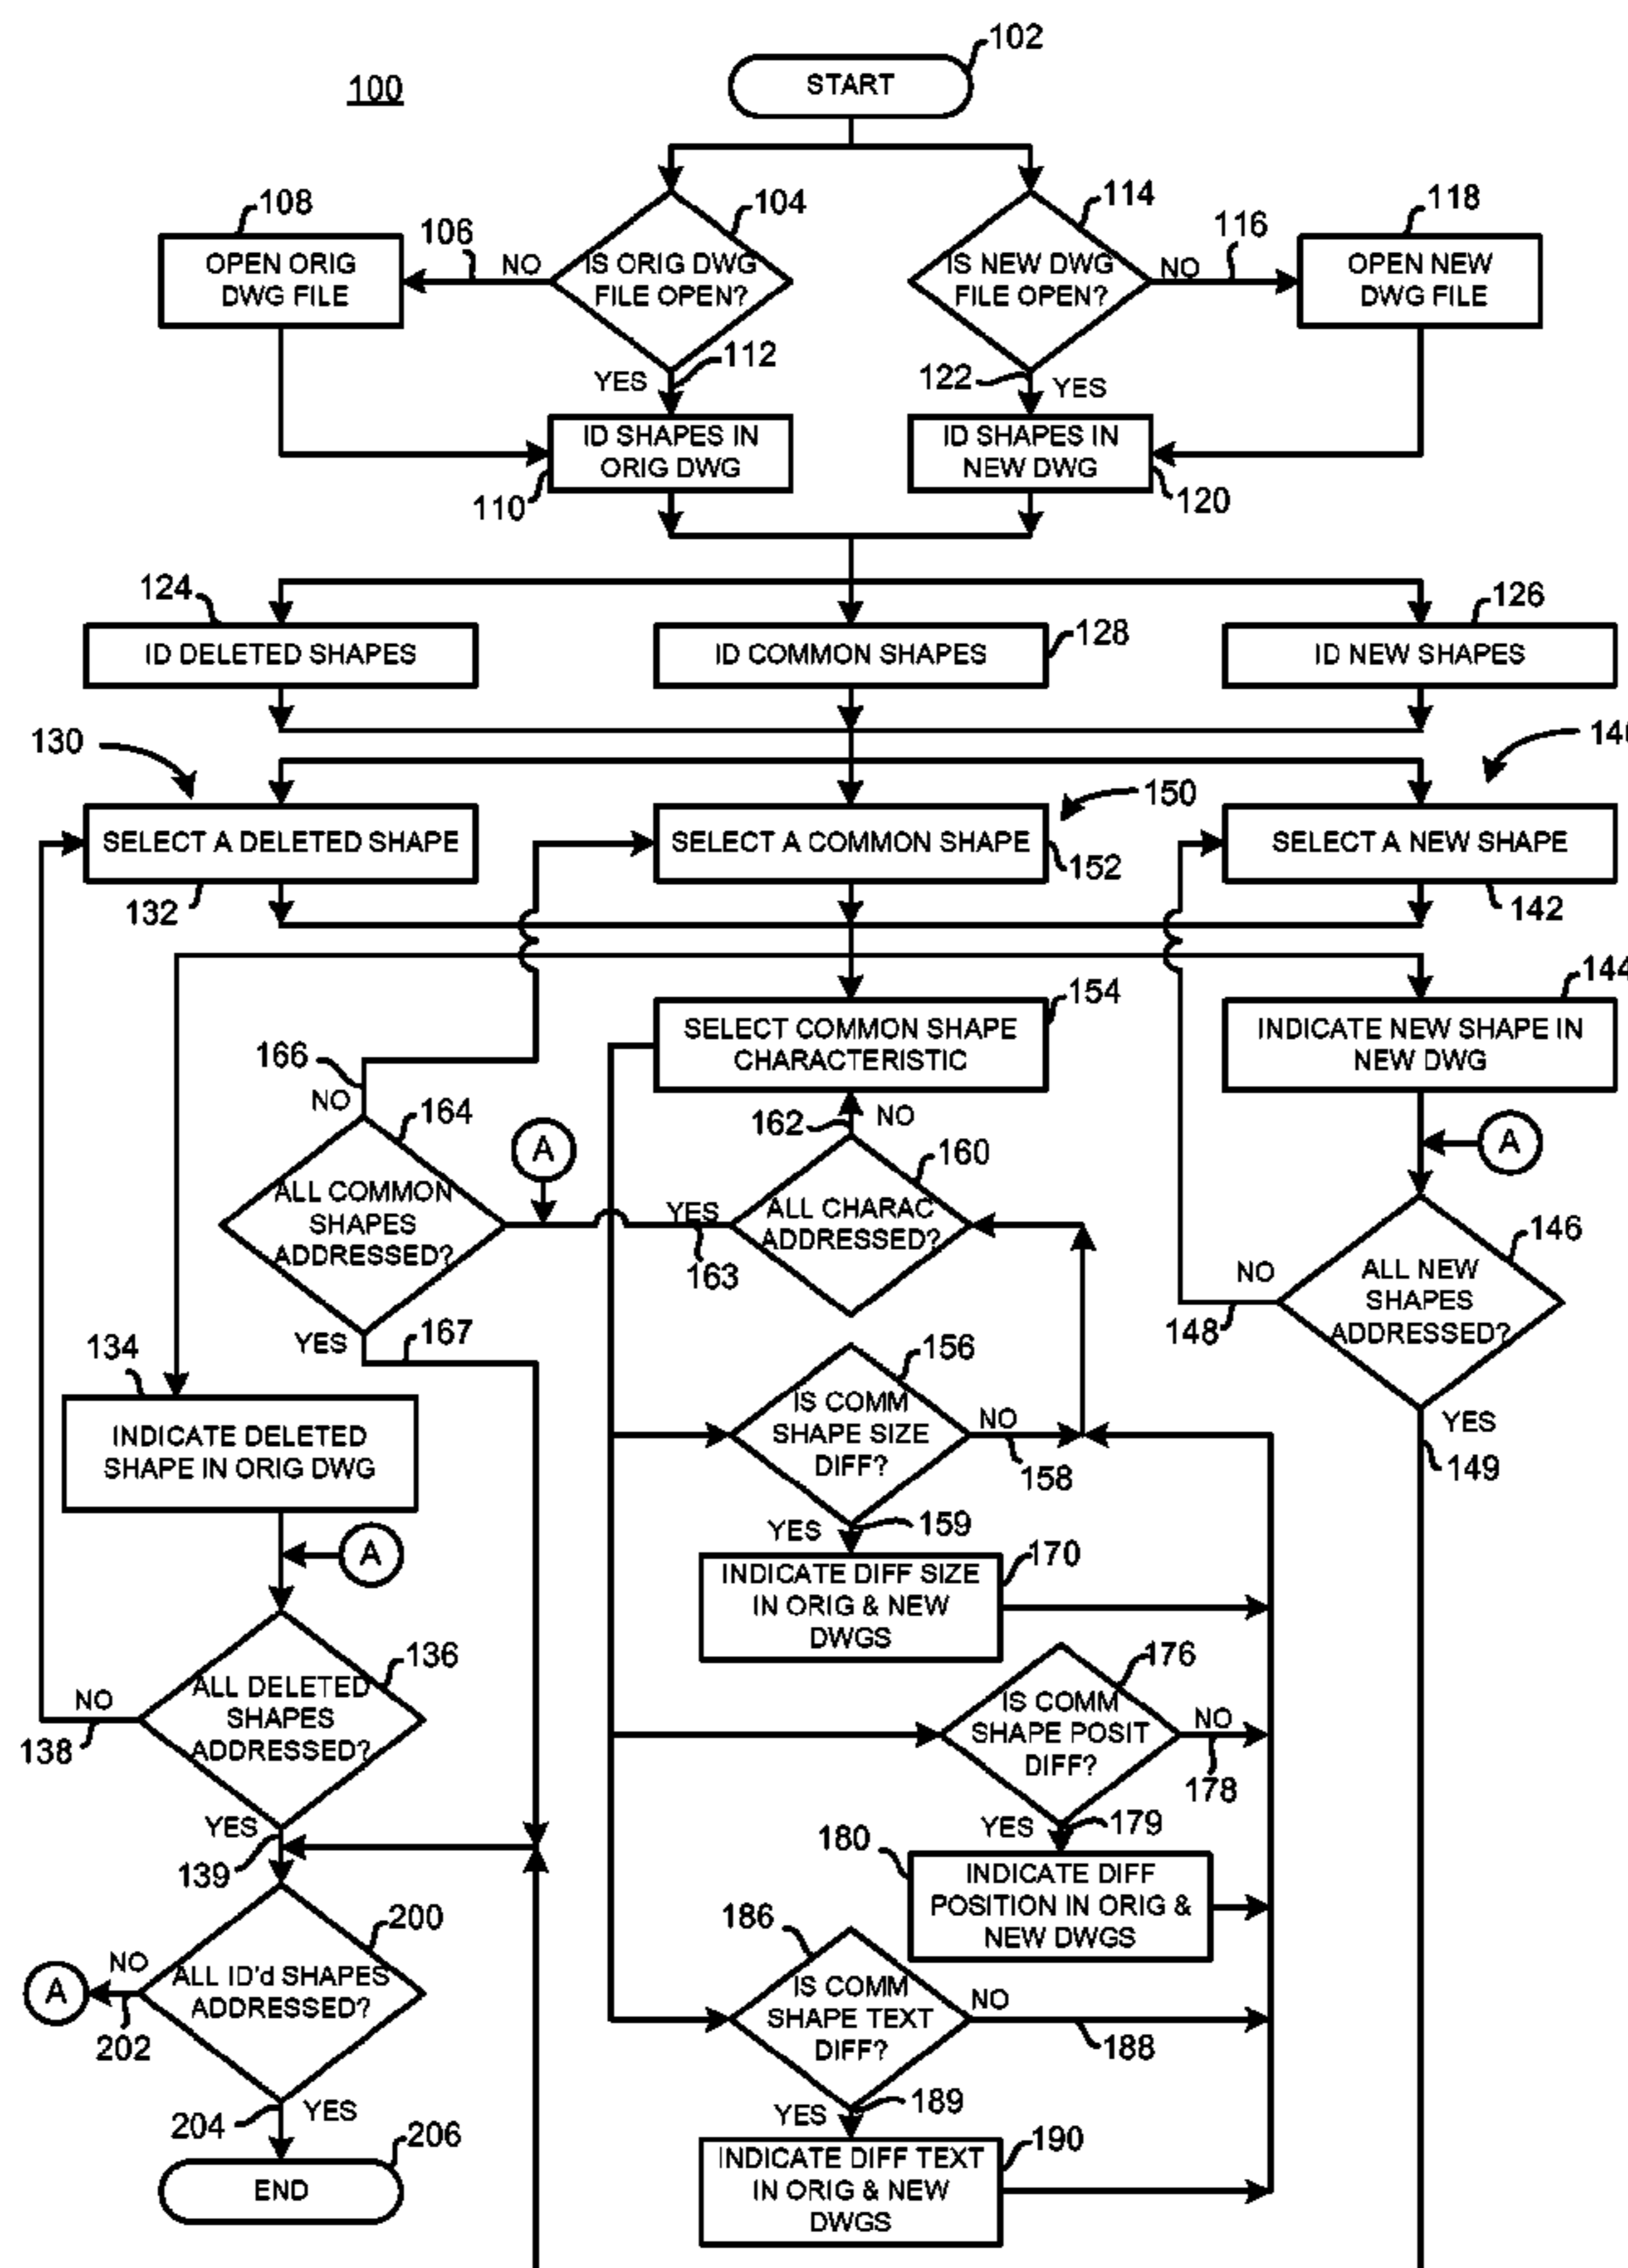 102
START
100
108
104
114
118
106
116
OPEN ORIG
DWG FILE
NO
IS ORIG DWG
FILE OPEN?
IS NEW DWG
FILE OPEN?
NO
OPEN NEW
DWG FILE
112
YES
122
YES
ID SHAPES IN
ORIG DWG
ID SHAPES IN
NEW DWG
110
120
124
126
128
ID DELETED SHAPES
ID COMMON SHAPES
ID NEW SHAPES
130
150
SELECT A DELETED SHAPE
SELECT A COMMON SHAPE
SELECT A NEW SHAPE
152
132
142
154
144
SELECT COMMON SHAPE
CHARACTERISTIC
INDICATE NEW SHAPE IN
NEW DWG
166
NO
164
162
NO
A
160
A
ALL COMMON
SHAPES
ADDRESSED?
YES
163
ALL CHARAC
ADDRESSED?
146
NO
ALL NEW
SHAPES
ADDRESSED?
148
YES
167
134
156
INDICATE DELETED
SHAPE IN ORIG DWG
IS COMM
SHAPE SIZE
DIFF?
NO
158
YES
149
YES
159
A
170
INDICATE DIFF SIZE
IN ORIG & NEW
DWGS
136
176
NO
ALL DELETED
SHAPES
ADDRESSED?
138
IS COMM
SHAPE POSIT
DIFF?
NO
178
YES
139
YES
179
180
INDICATE DIFF
POSITION IN ORIG &
NEW DWGS
200
186
NO
A
202
ALL ID'd SHAPES
ADDRESSED?
IS COMM
SHAPE TEXT
DIFF?
NO
188
YES
204
YES
189
206
190
END
INDICATE DIFF TEXT
IN ORIG & NEW
DWGS